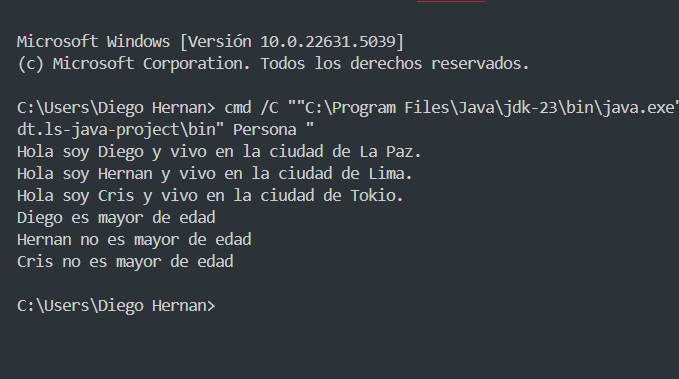 Microsoft Windows [Versión 10.0.22631.5039]
(c) Microsoft Corporation. Todos los derechos reservados.
C:\Users\Diego Hernan> cmd /C ""C:\Program Files\Java\jdk-23\bin\java.exe"
dt.ls-java-project\bin" Persona "
Hola soy Diego y vivo en la ciudad de La Paz.
Hola soy Hernan y vivo en la ciudad de Lima.
Hola soy Cris y vivo en la ciudad de Tokio.
Diego es mayor de edad
Hernan no es mayor de edad
Cris no es mayor de edad
C:\Users\Diego Hernan>